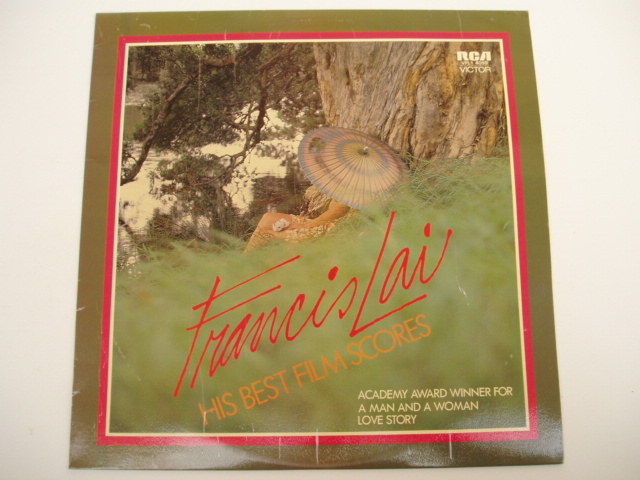 RCA
VICTOR
Francis Lai
HIS BEST FILM SCORES
ACADEMY AWARD WINNER FOR
A MAN AND A WOMAN
LOVE STORY